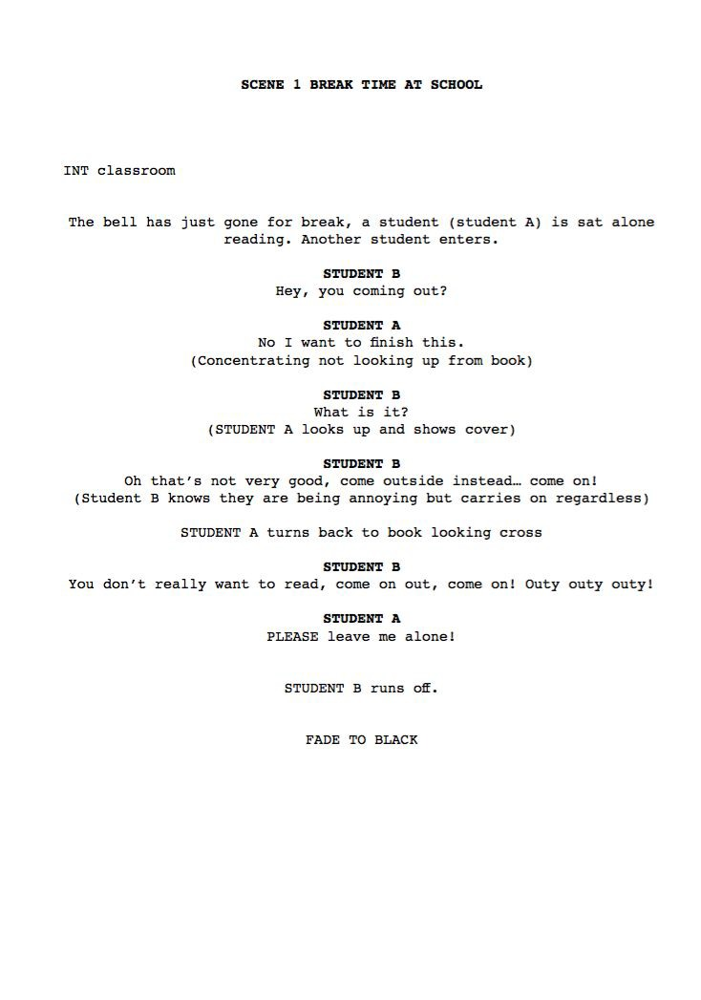 SCENE 1 BREAK TIME AT SCHOOL
INT classroom
The bell has just gone for break, a student (student A) is sat alone
reading. Another student enters.
STUDENT B
Hey, you coming out?
STUDENT A
No I want to finish this.
(Concentrating not looking up from book)
STUDENT B
What is it?
(STUDENT A looks up and shows cover)
STUDENT B
Oh that’s not very good, come outside instead… come on!
(Student B knows they are being annoying but carries on regardless)
STUDENT A turns back to book looking cross
STUDENT B
You don’t really want to read, come on out, come on! Outy outy outy!
STUDENT A
PLEASE leave me alone!
STUDENT B runs off.
FADE TO BLACK